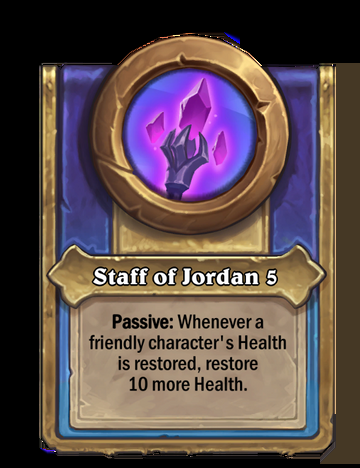 Staff of Jordan 5
Passive: Whenever a
friendly character's Health
is restored, restore
10 more Health.